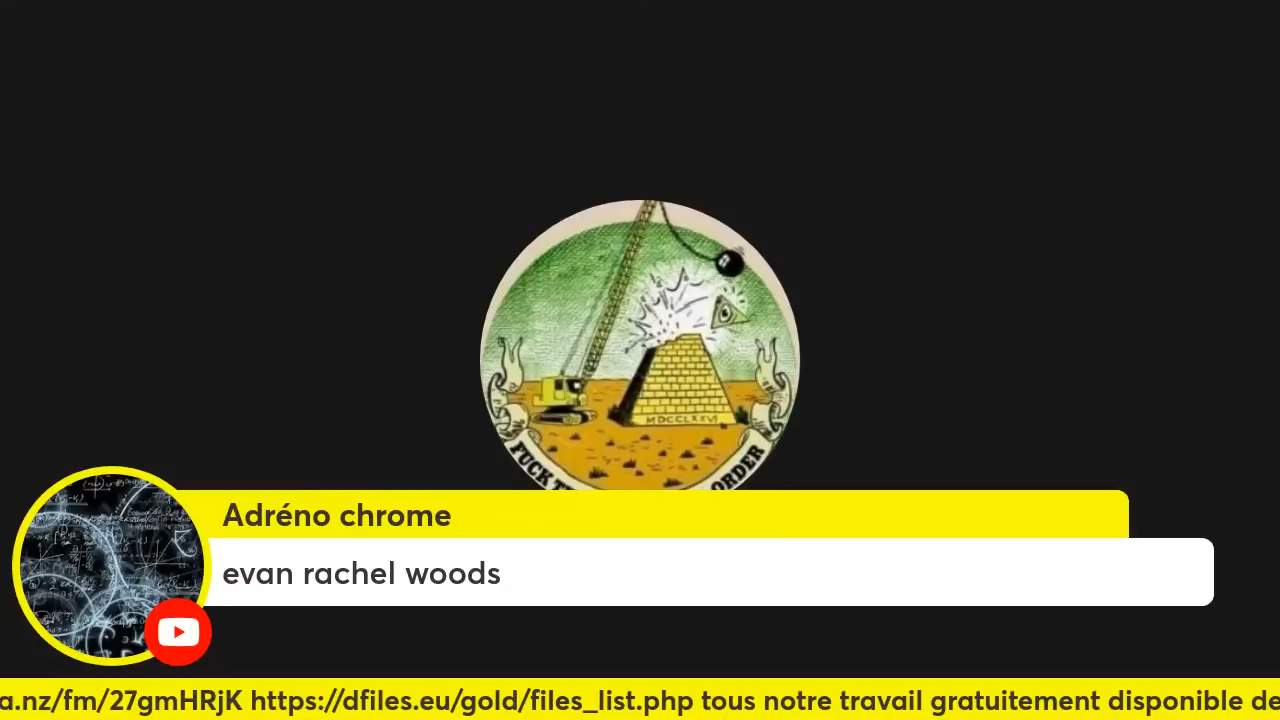 MDCCLXXVI
FUCK T
ORDER
Adréno chrome
evan rachel woods
a.nz/fm/27gmHRjK https://dfiles.eu/gold/files_list.php tous notre travail gratuitement disponible de